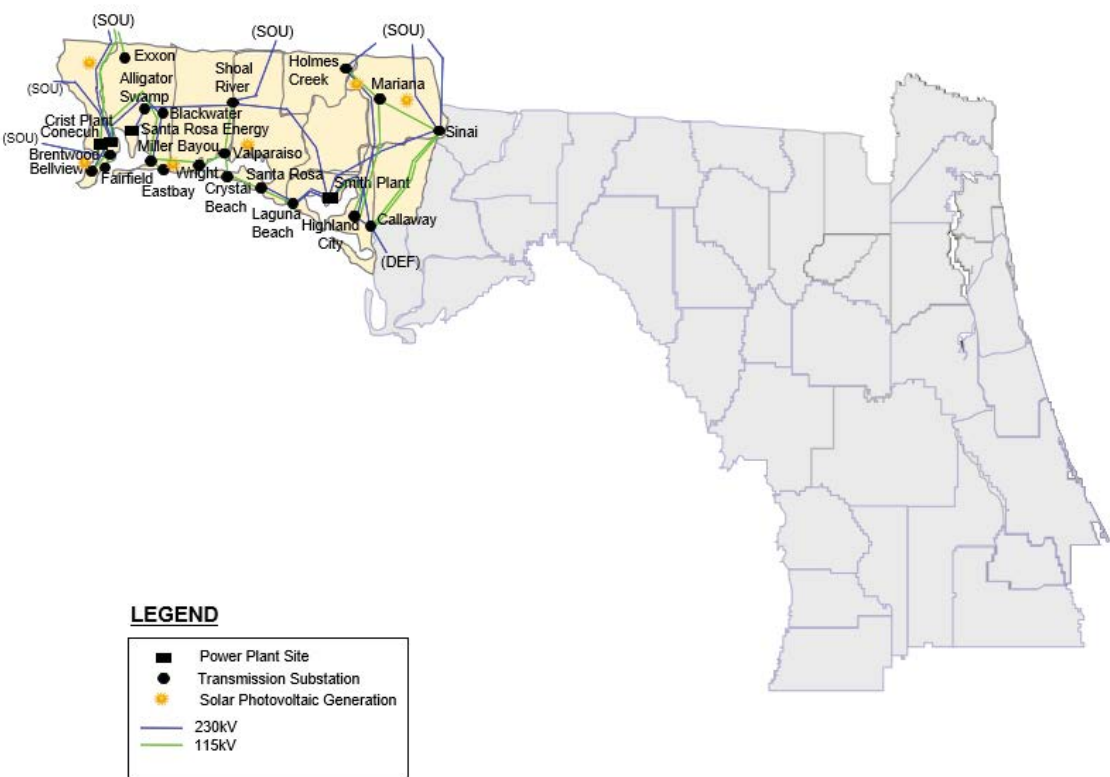 (SOU)
(SOU)
(SOU)
Exxon
Holmes
Creek
Shoal
River
Alligator
Swamp
Mariana
(SOU)
Crist Plant
Conecuh
Blackwater
Santa Rosa Energy
Sinai
(SOU)
Miller Bayou
Brentwood
Valparaiso
Bellview
Fairfield
Wright
Santa Rosa
Smith Plant
Eastbay
Crystal
Beach
Laguna
Beach
Highland
City
Callaway
(DEF)
LEGEND
Power Plant Site
Transmission Substation
Solar Photovoltaic Generation
230kV
115kV